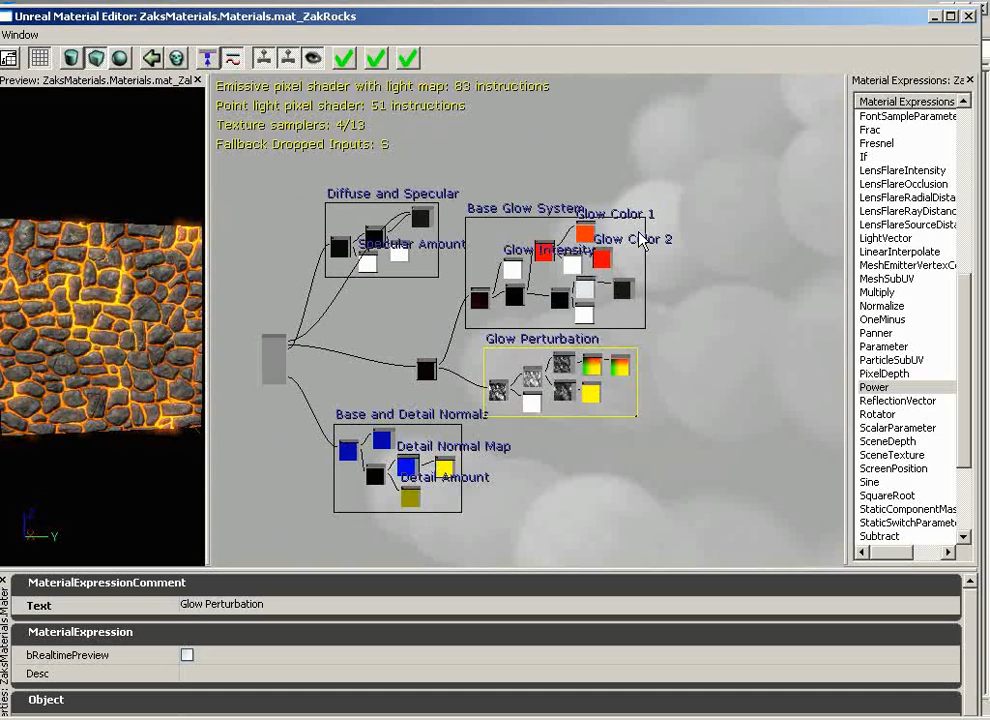 Unreal Material Editor: ZaksMaterials.Materials.mat_ZakRocks
Window
Preview: ZaksMaterials.Materials.mat_Zal
Material Expressions: Za
Emissive pixel shader with light map: 83 instructions
Point light pixel shader: 51 instructions
Texture samplers: 4/13
Fallback Dropped Inputs: S
Diffuse and Specular
Specular Amount
Base Glow System
Glow Color 1
Glow Color 2
Glow Intensity
Glow Perturbation
Base and Detail Normals
Detail Normal Map
Detail Amount
Y
Material Expressions
FontSampleParamete
Frac
Fresnel
If
LensFlareIntensity
LensFlareOcclusion
LensFlareRadialDista
LensFlareRayDistanc
LensFlareSourceDista
LightVector
LinearInterpolate
MeshEmitterVertexCo
MeshSubUV
Multiply
Normalize
OneMinus
Panner
Parameter
ParticleSubUV
PixelDepth
Power
ReflectionVector
Rotator
ScalarParameter
SceneDepth
SceneTexture
ScreenPosition
Sine
SquareRoot
StaticComponentMas
StaticSwitchParamete
Subtract
MaterialExpressionComment
Text
Glow Perturbation
MaterialExpression
bRealtimePreview
Desc
Object
erties: ZaksMaterials.Mater